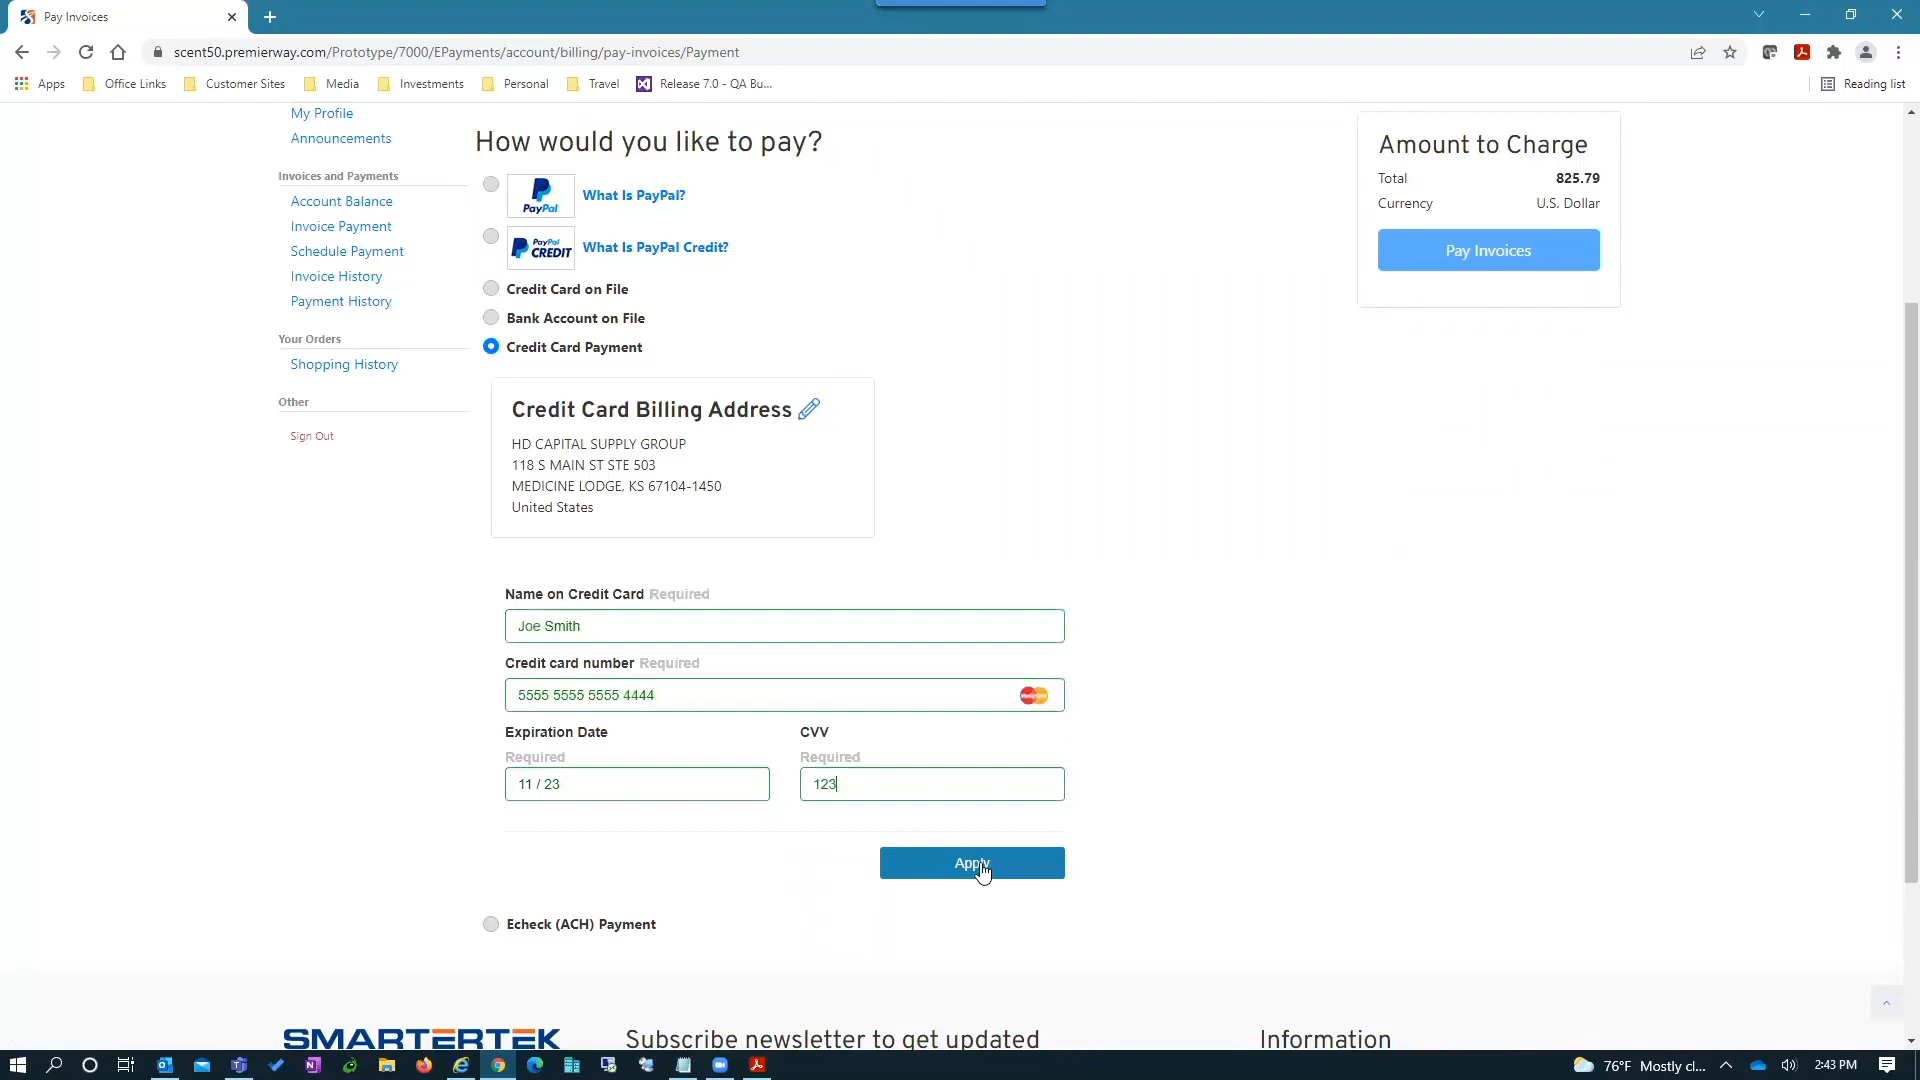 Pay Invoices
scent50.premierway.com/Prototype/7000/EPayments/account/billing/pay-invoices/Payment
Apps
Office Links
Customer Sites
Media
Investments
Personal
Travel
Release 7.0 - QA Bu...
Reading list
My Profile
Announcements
Invoices and Payments
Account Balance
Invoice Payment
Schedule Payment
Invoice History
Payment History
Your Orders
Shopping History
Other
Sign Out
How would you like to pay?
PayPal
What Is PayPal?
PayPal CREDIT
What Is PayPal Credit?
Credit Card on File
Bank Account on File
Credit Card Payment
Credit Card Billing Address
HD CAPITAL SUPPLY GROUP
118 S MAIN ST STE 503
MEDICINE LODGE, KS 67104-1450
United States
Name on Credit Card Required
Joe Smith
Credit card number Required
5555 5555 5555 4444
Expiration Date
Required
11 / 23
CVV
Required
123
Apply
Echeck (ACH) Payment
Amount to Charge
Total 825.79
Currency U.S. Dollar
Pay Invoices
SMARTERTEK
Subscribe newsletter to get updated
Information
76°F Mostly cl...
2:43 PM